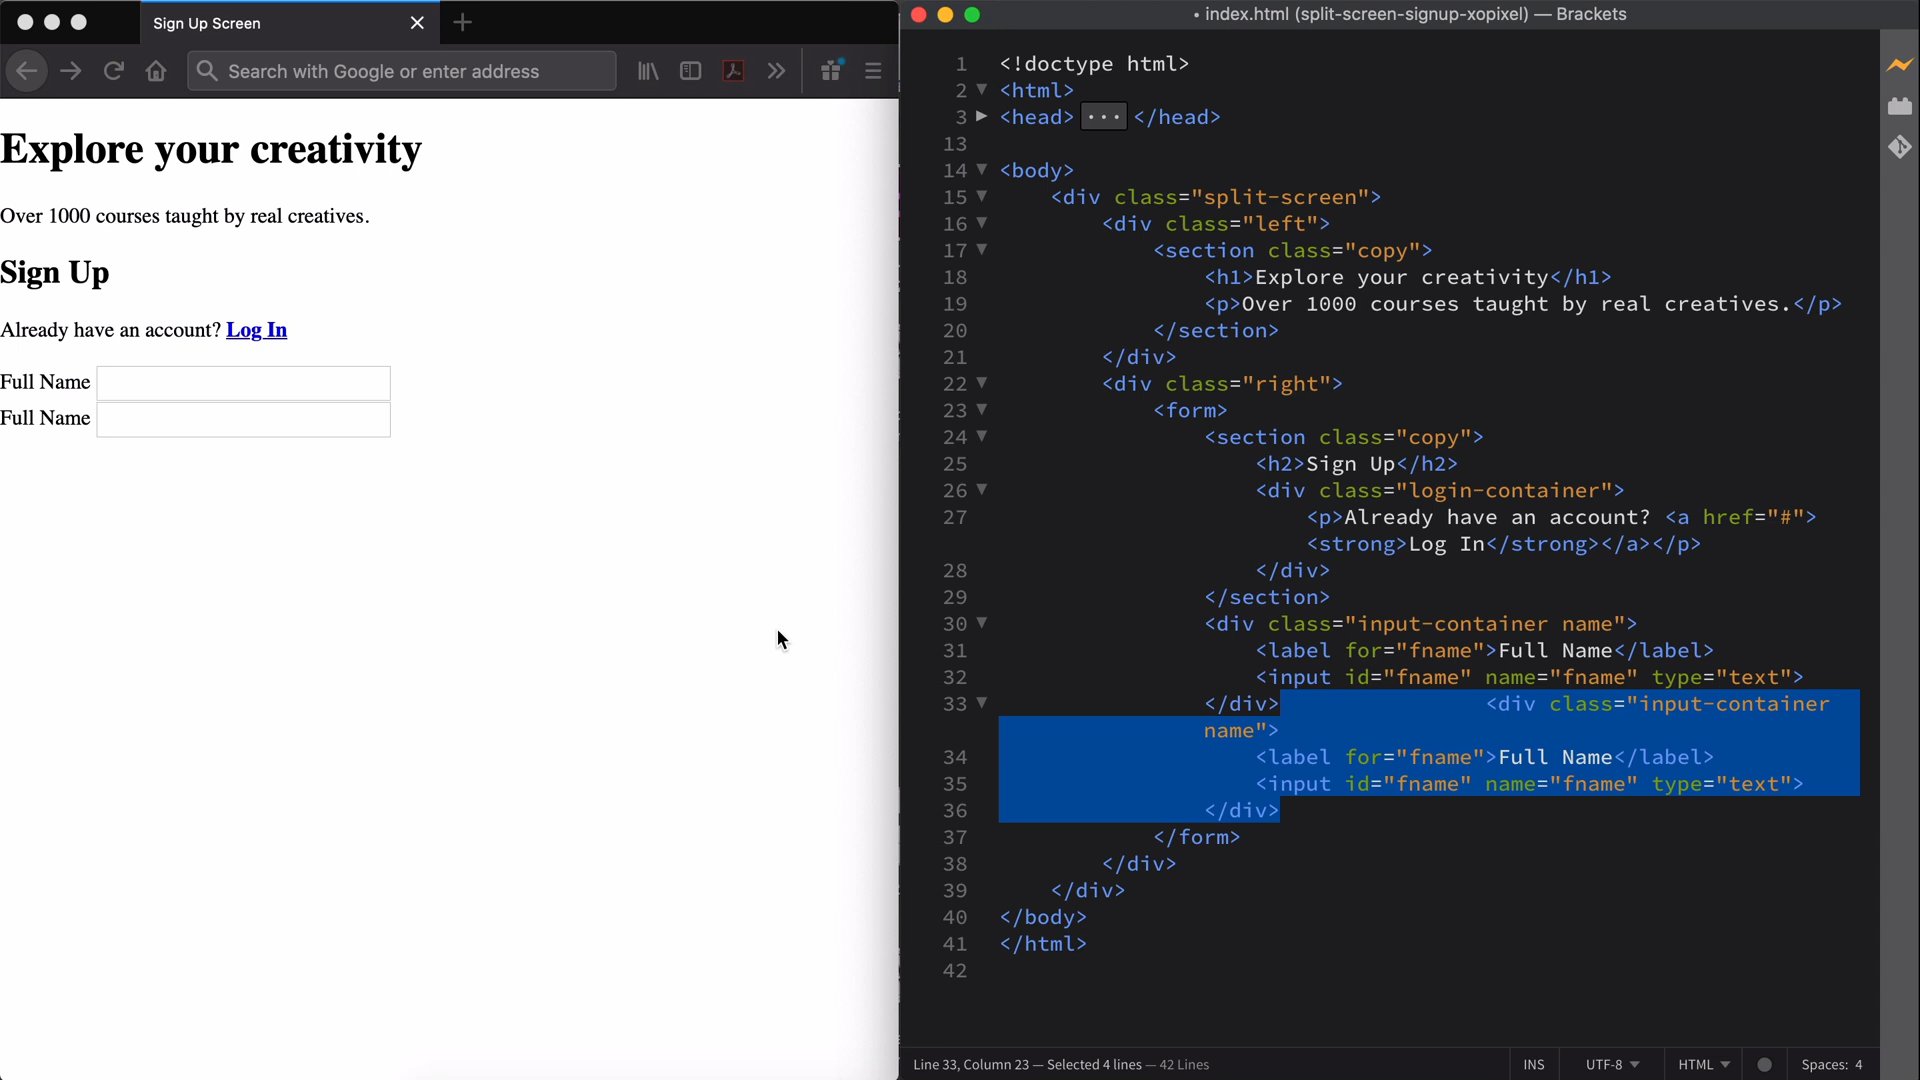 Sign Up Screen
Search with Google or enter address
Explore your creativity
Over 1000 courses taught by real creatives.
Sign Up
Already have an account? Log In
Full Name
Full Name
• index.html (split-screen-signup-xopixel) — Brackets
1 <!doctype html>
2 <html>
3 <head> ··· </head>
13
14 <body>
15 <div class="split-screen">
16 <div class="left">
17 <section class="copy">
18 <h1>Explore your creativity</h1>
19 <p>Over 1000 courses taught by real creatives.</p>
20 </section>
21 </div>
22 <div class="right">
23 <form>
24 <section class="copy">
25 <h2>Sign Up</h2>
26 <div class="login-container">
27 <p>Already have an account? <a href="#">
<strong>Log In</strong></a></p>
28 </div>
29 </section>
30 <div class="input-container name">
31 <label for="fname">Full Name</label>
32 <input id="fname" name="fname" type="text">
33 </div> <div class="input-container
name">
34 <label for="fname">Full Name</label>
35 <input id="fname" name="fname" type="text">
36 </div>
37 </form>
38 </div>
39 </div>
40 </body>
41 </html>
42
Line 33, Column 23 — Selected 4 lines — 42 Lines
INS
UTF-8
HTML
Spaces: 4